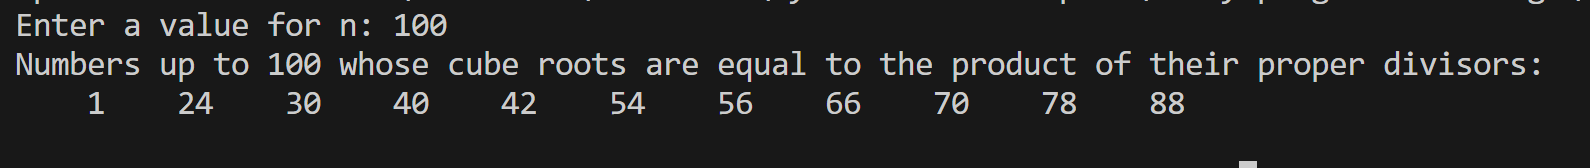 Enter a value for n: 100
Numbers up to 100 whose cube roots are equal to the product of their proper divisors:
1 24 30 40 42 54 56 66 70 78 88